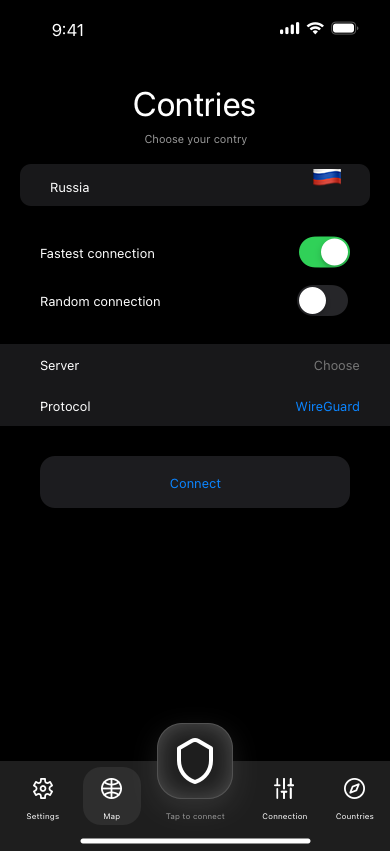 9:41
Contries
Choose your contry
Russia
Fastest connection
Random connection
Server Choose
Protocol WireGuard
Connect
Settings Map Tap to connect Connection Countries